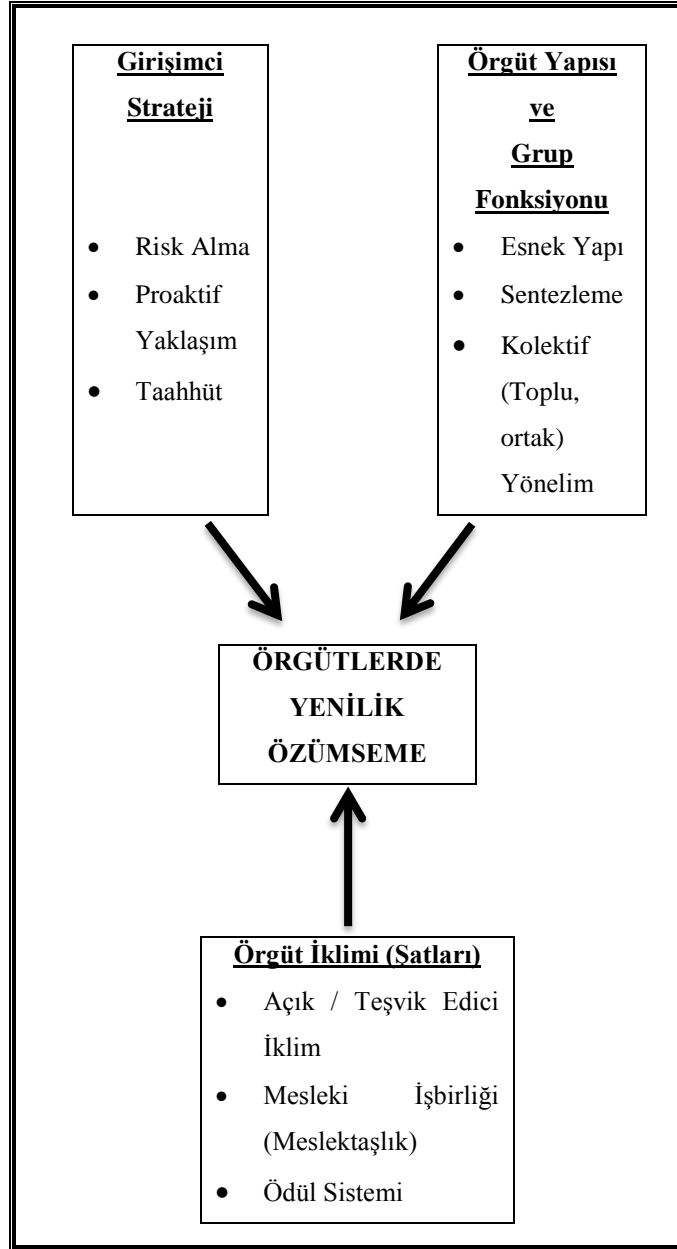 Girişimci
Strateji
• Risk Alma
• Proaktif
Yaklaşım
• Taahhüt
Örgüt Yapısı
ve
Grup
Fonksiyonu
• Esnek Yapı
• Sentezleme
• Kolektif
(Toplu,
ortak)
Yönelim
ÖRGÜTLERDE
YENİLİK
ÖZÜMSEME
Örgüt İklimi (Şatları)
• Açık / Teşvik Edici
İklim
• Mesleki İşbirliği
(Meslektaşlık)
• Ödül Sistemi